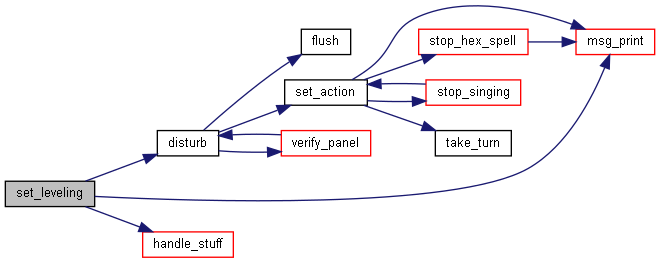 flush
stop_hex_spell
msg_print
set_action
stop_singing
disturb
verify_panel
take_turn
set_leveling
handle_stuff